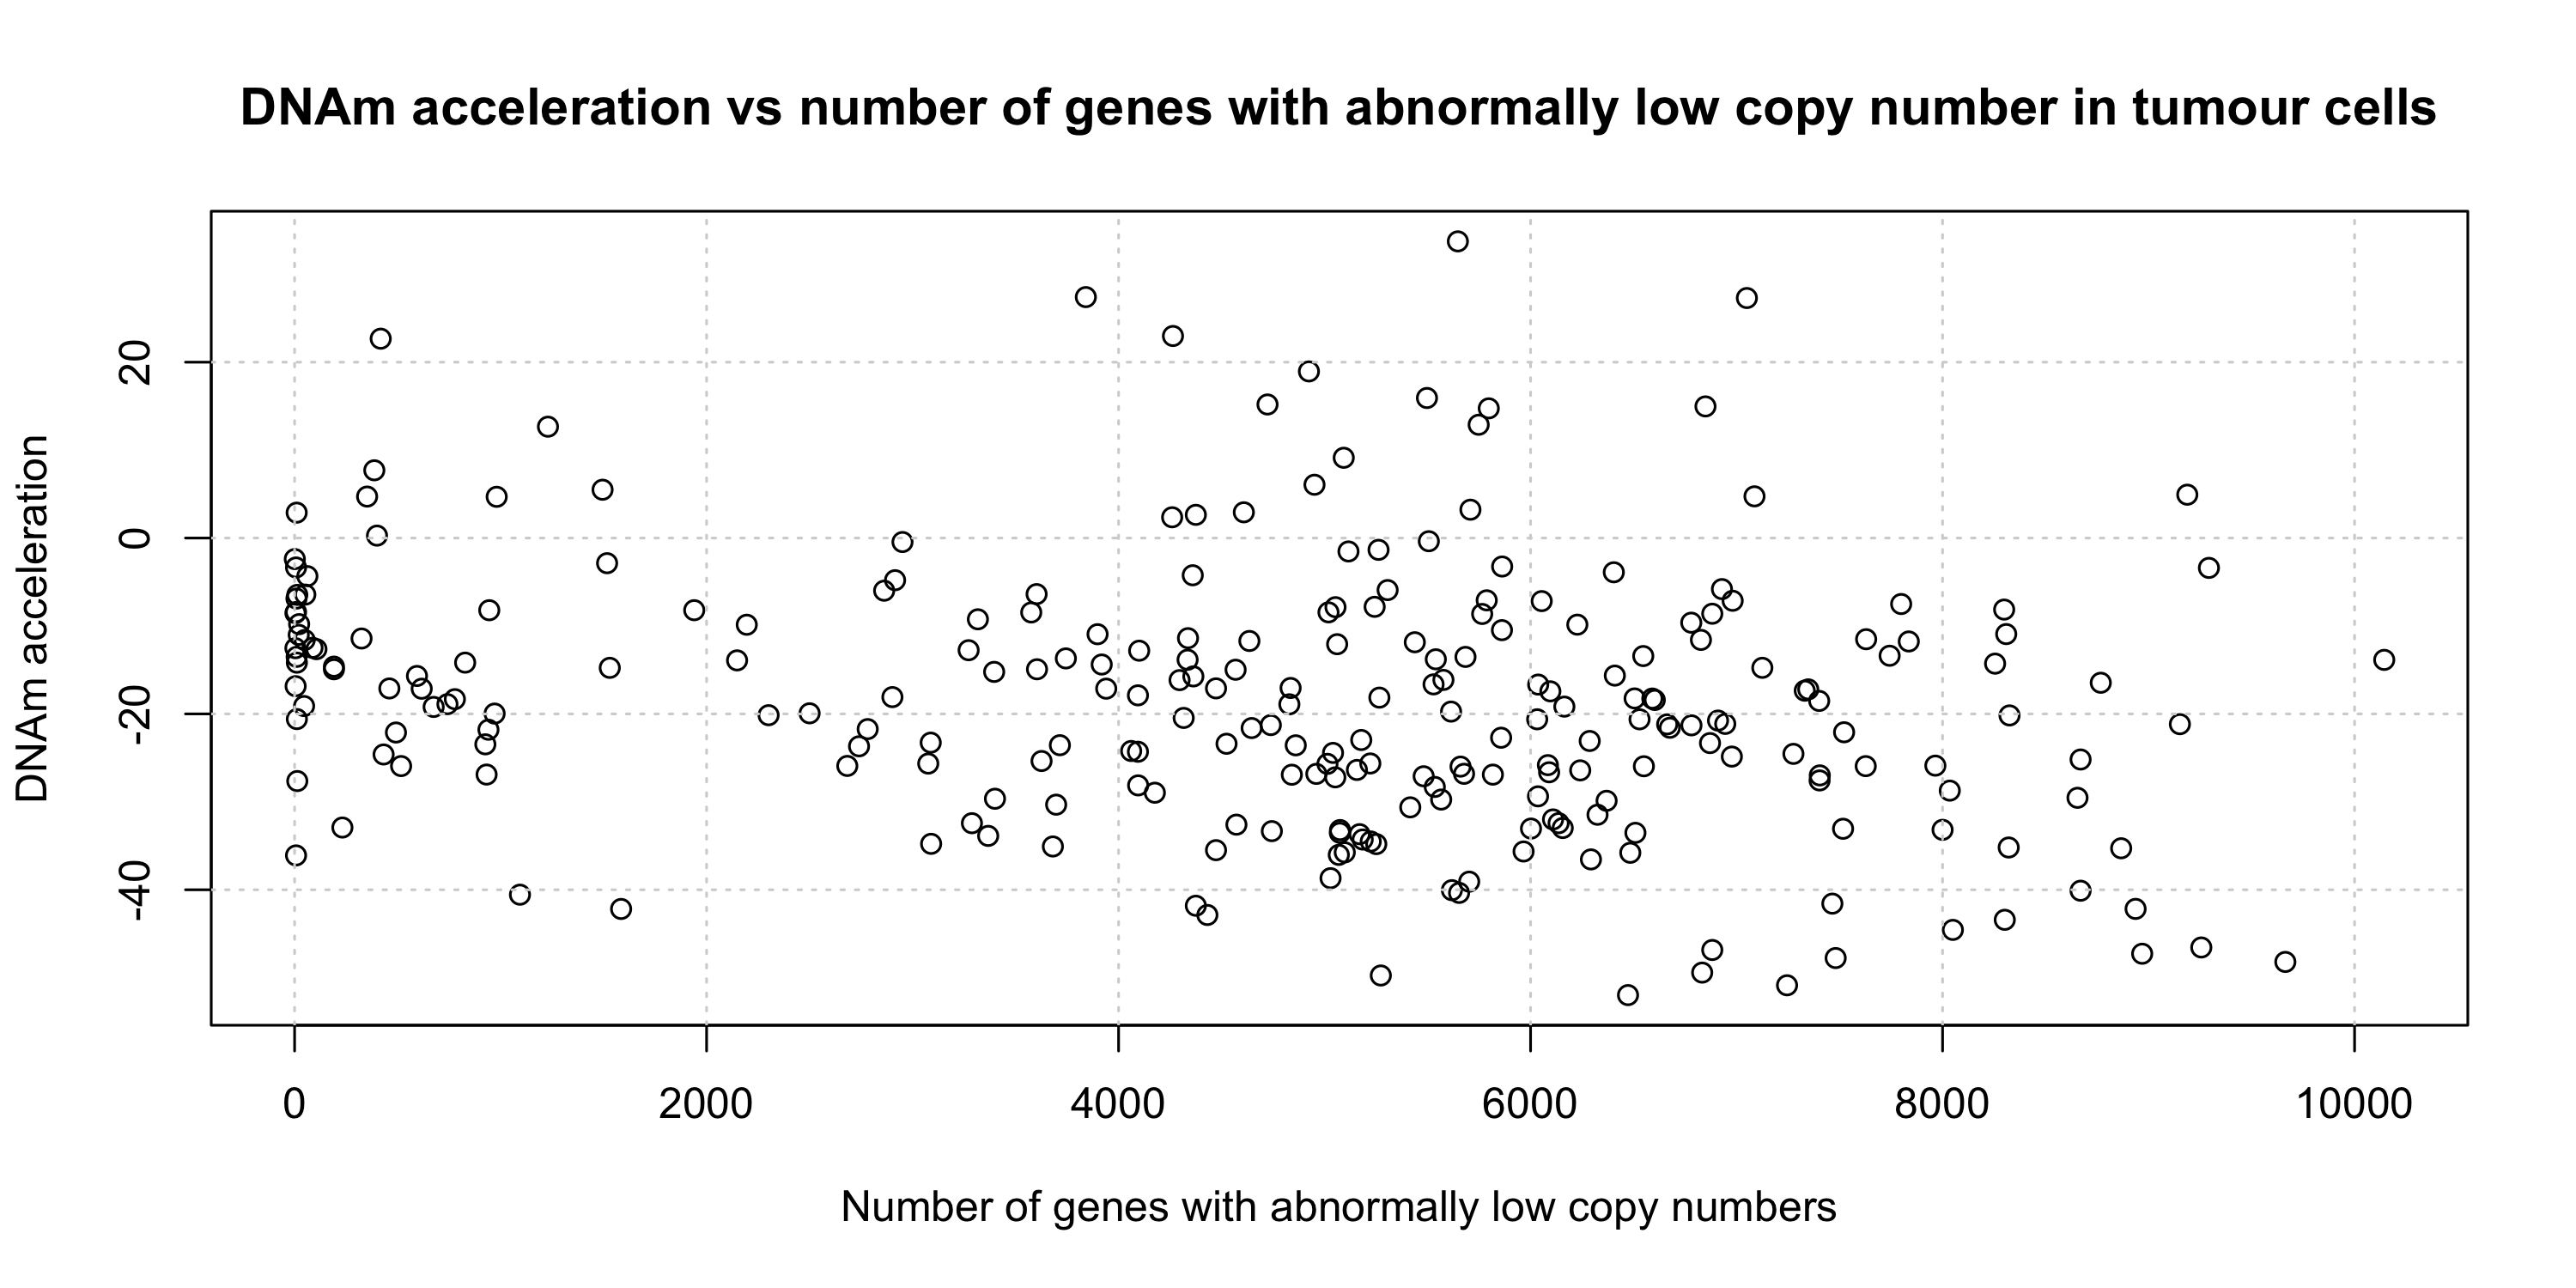 DNAm acceleration vs number of genes with abnormally low copy number in tumour cells
DNAm acceleration
20
0
-20
-40
0 2000 4000 6000 8000 10000
Number of genes with abnormally low copy numbers